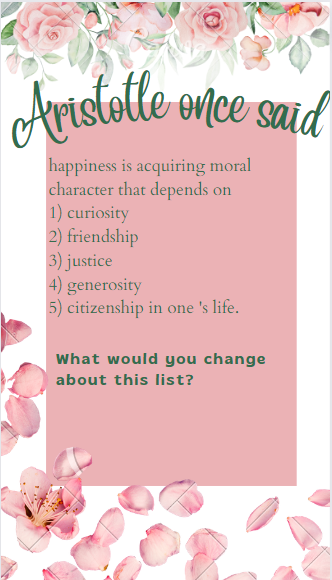 Aristotle once said
happiness is acquiring moral
character that depends on
1) curiosity
2) friendship
3) justice
4) generosity
5) citizenship in one 's life.
What would you change
about this list?